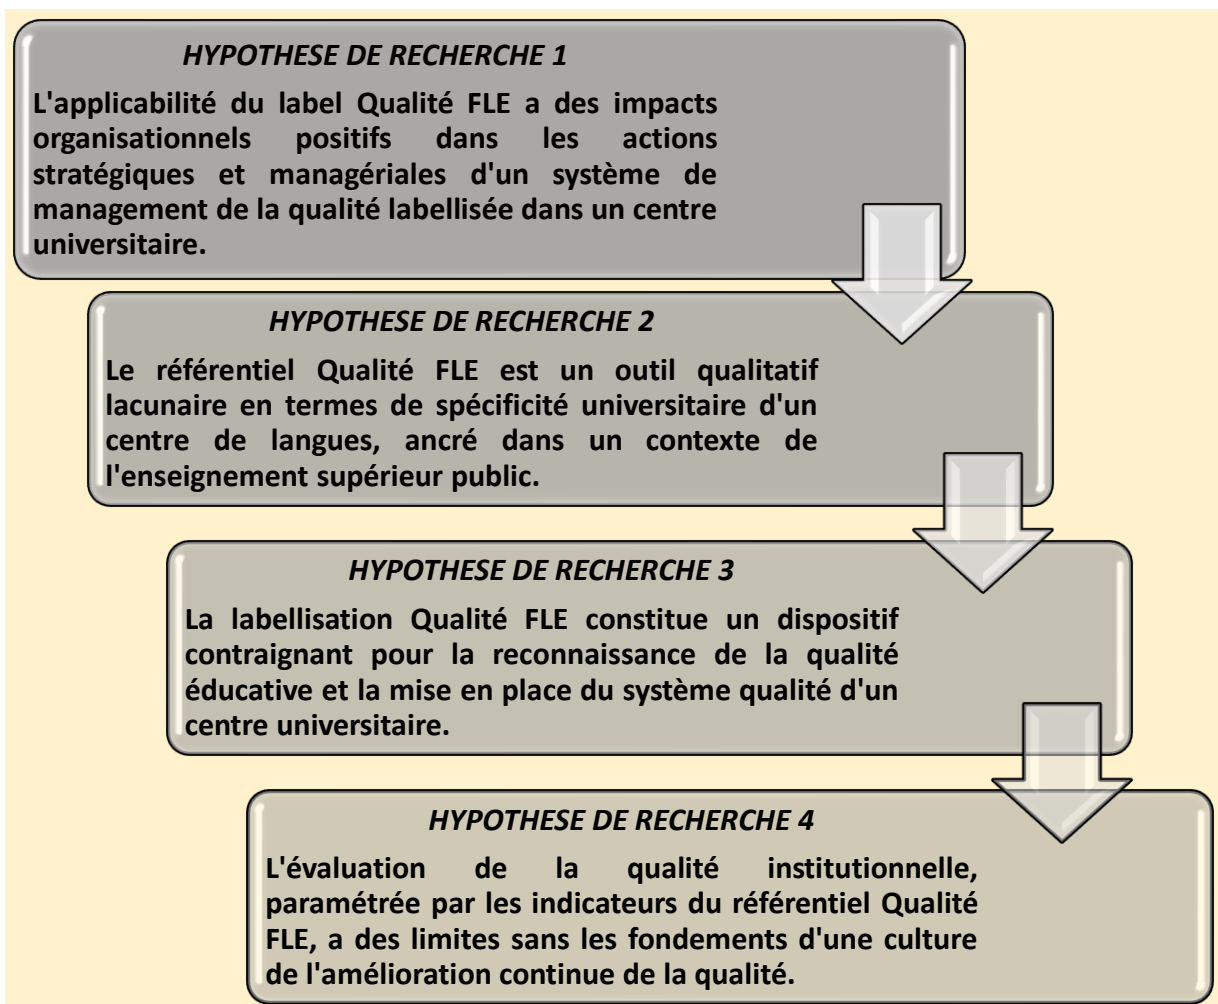 HYPOTHESE DE RECHERCHE 1
L'applicabilité du label Qualité FLE a des impacts
organisationnels positifs dans les actions
stratégiques et managériales d'un système de
management de la qualité labellisée dans un centre
universitaire.
HYPOTHESE DE RECHERCHE 2
Le référentiel Qualité FLE est un outil qualitatif
lacunaire en termes de spécificité universitaire d'un
centre de langues, ancré dans un contexte de
l'enseignement supérieur public.
HYPOTHESE DE RECHERCHE 3
La labellisation Qualité FLE constitue un dispositif
contraignant pour la reconnaissance de la qualité
éducative et la mise en place du système qualité d'un
centre universitaire.
HYPOTHESE DE RECHERCHE 4
L'évaluation de la qualité institutionnelle,
paramétrée par les indicateurs du référentiel Qualité
FLE, a des limites sans les fondements d'une culture
de l'amélioration continue de la qualité.